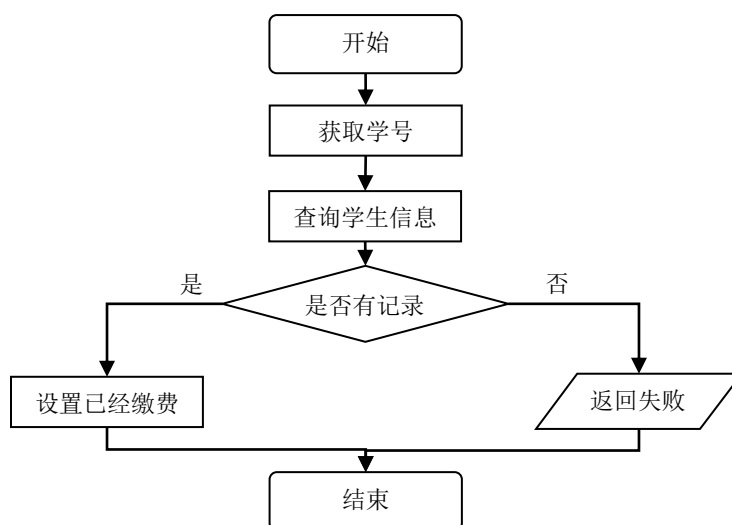 开始
获取学号
查询学生信息
是
否
是否有记录
设置已经缴费
返回失败
结束